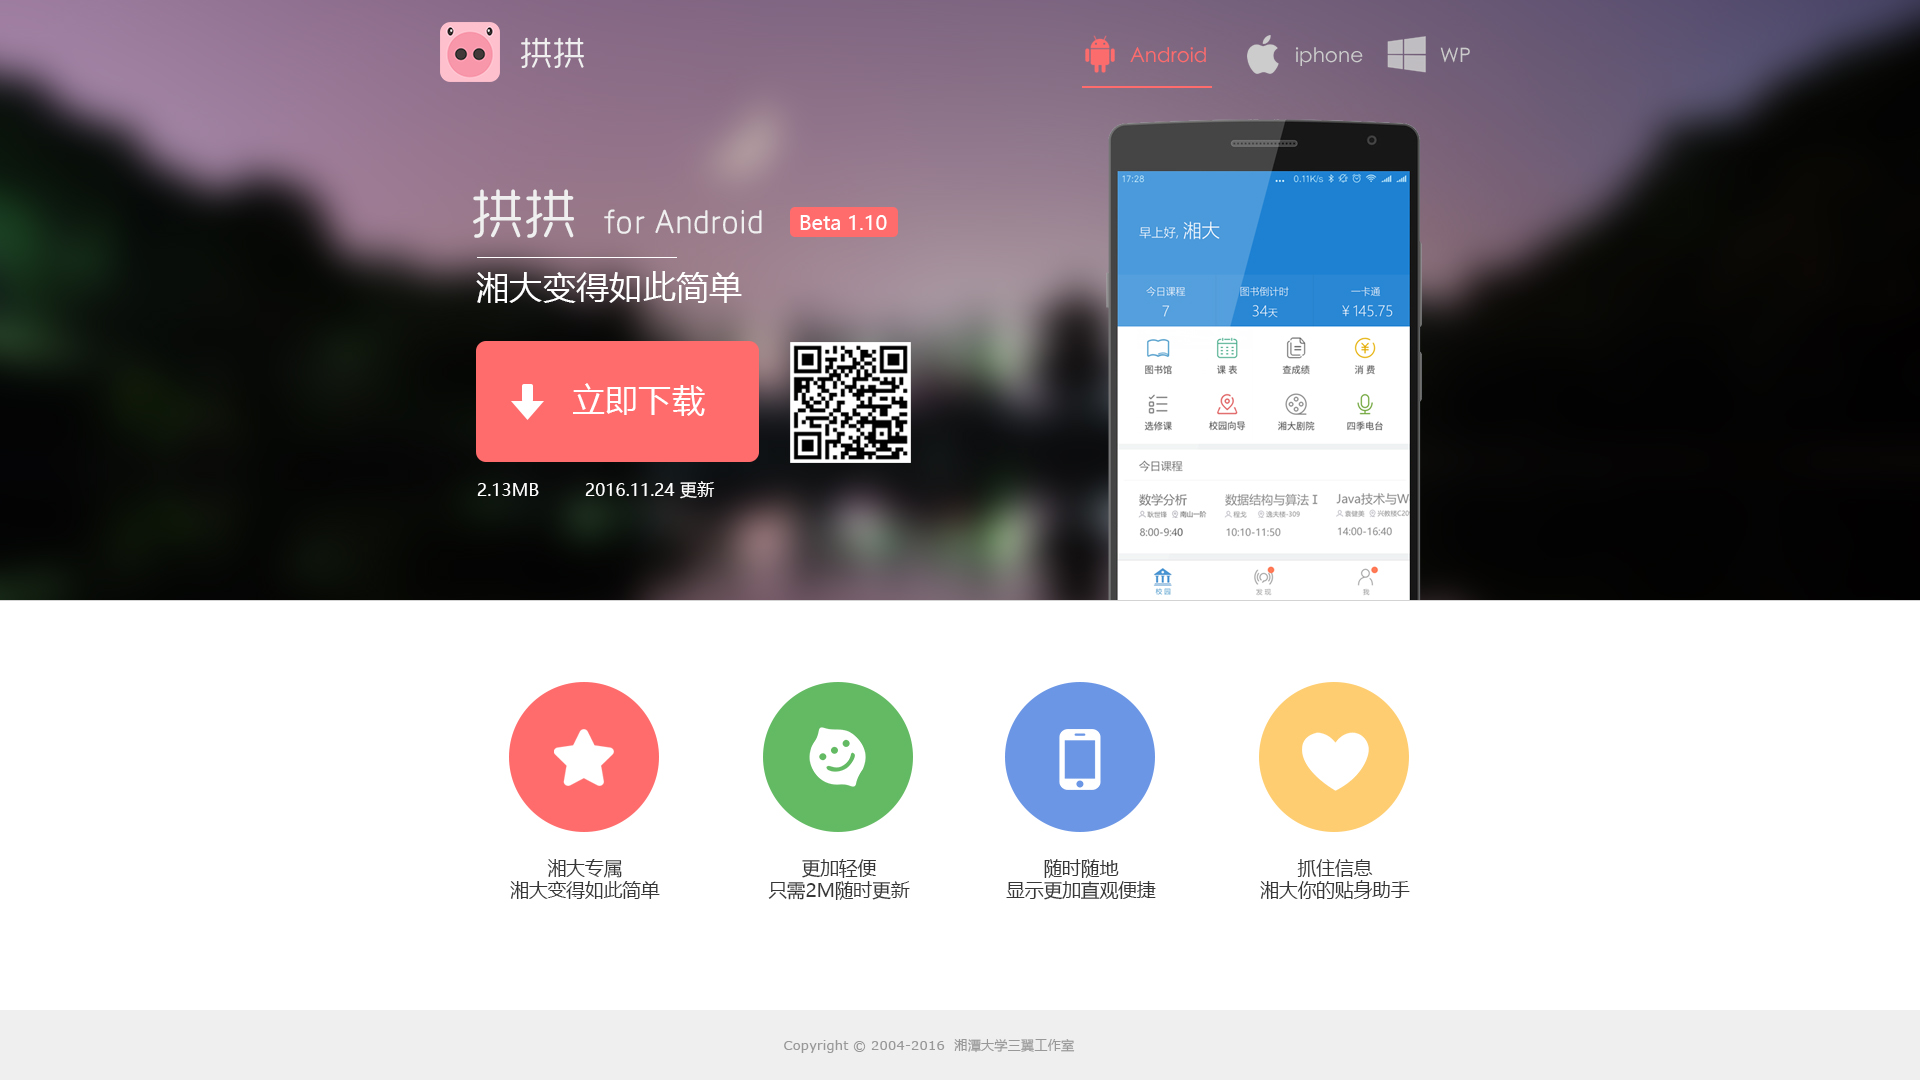 拱拱
Android
iphone
WP
拱拱 for Android Beta 1.10
湘大变得如此简单
立即下载
2.13MB 2016.11.24 更新
17:28 ... 0.11K/s
早上好, 湘大
今日课程 图书倒计时 一卡通
7 34天 ¥ 145.75
图书馆 课 表 查成绩 消 费
选修课 校园向导 湘大剧院 四季电台
今日课程
数学分析 数据结构与算法 I Java技术与W
南山一阶 逸夫楼-309
8:00-9:40 10:10-11:50 14:00-16:40
校 园 发 现 我
湘大专属
湘大变得如此简单
更加轻便
只需2M随时更新
随时随地
显示更加直观便捷
抓住信息
湘大你的贴身助手
Copyright © 2004-2016 湘潭大学三翼工作室